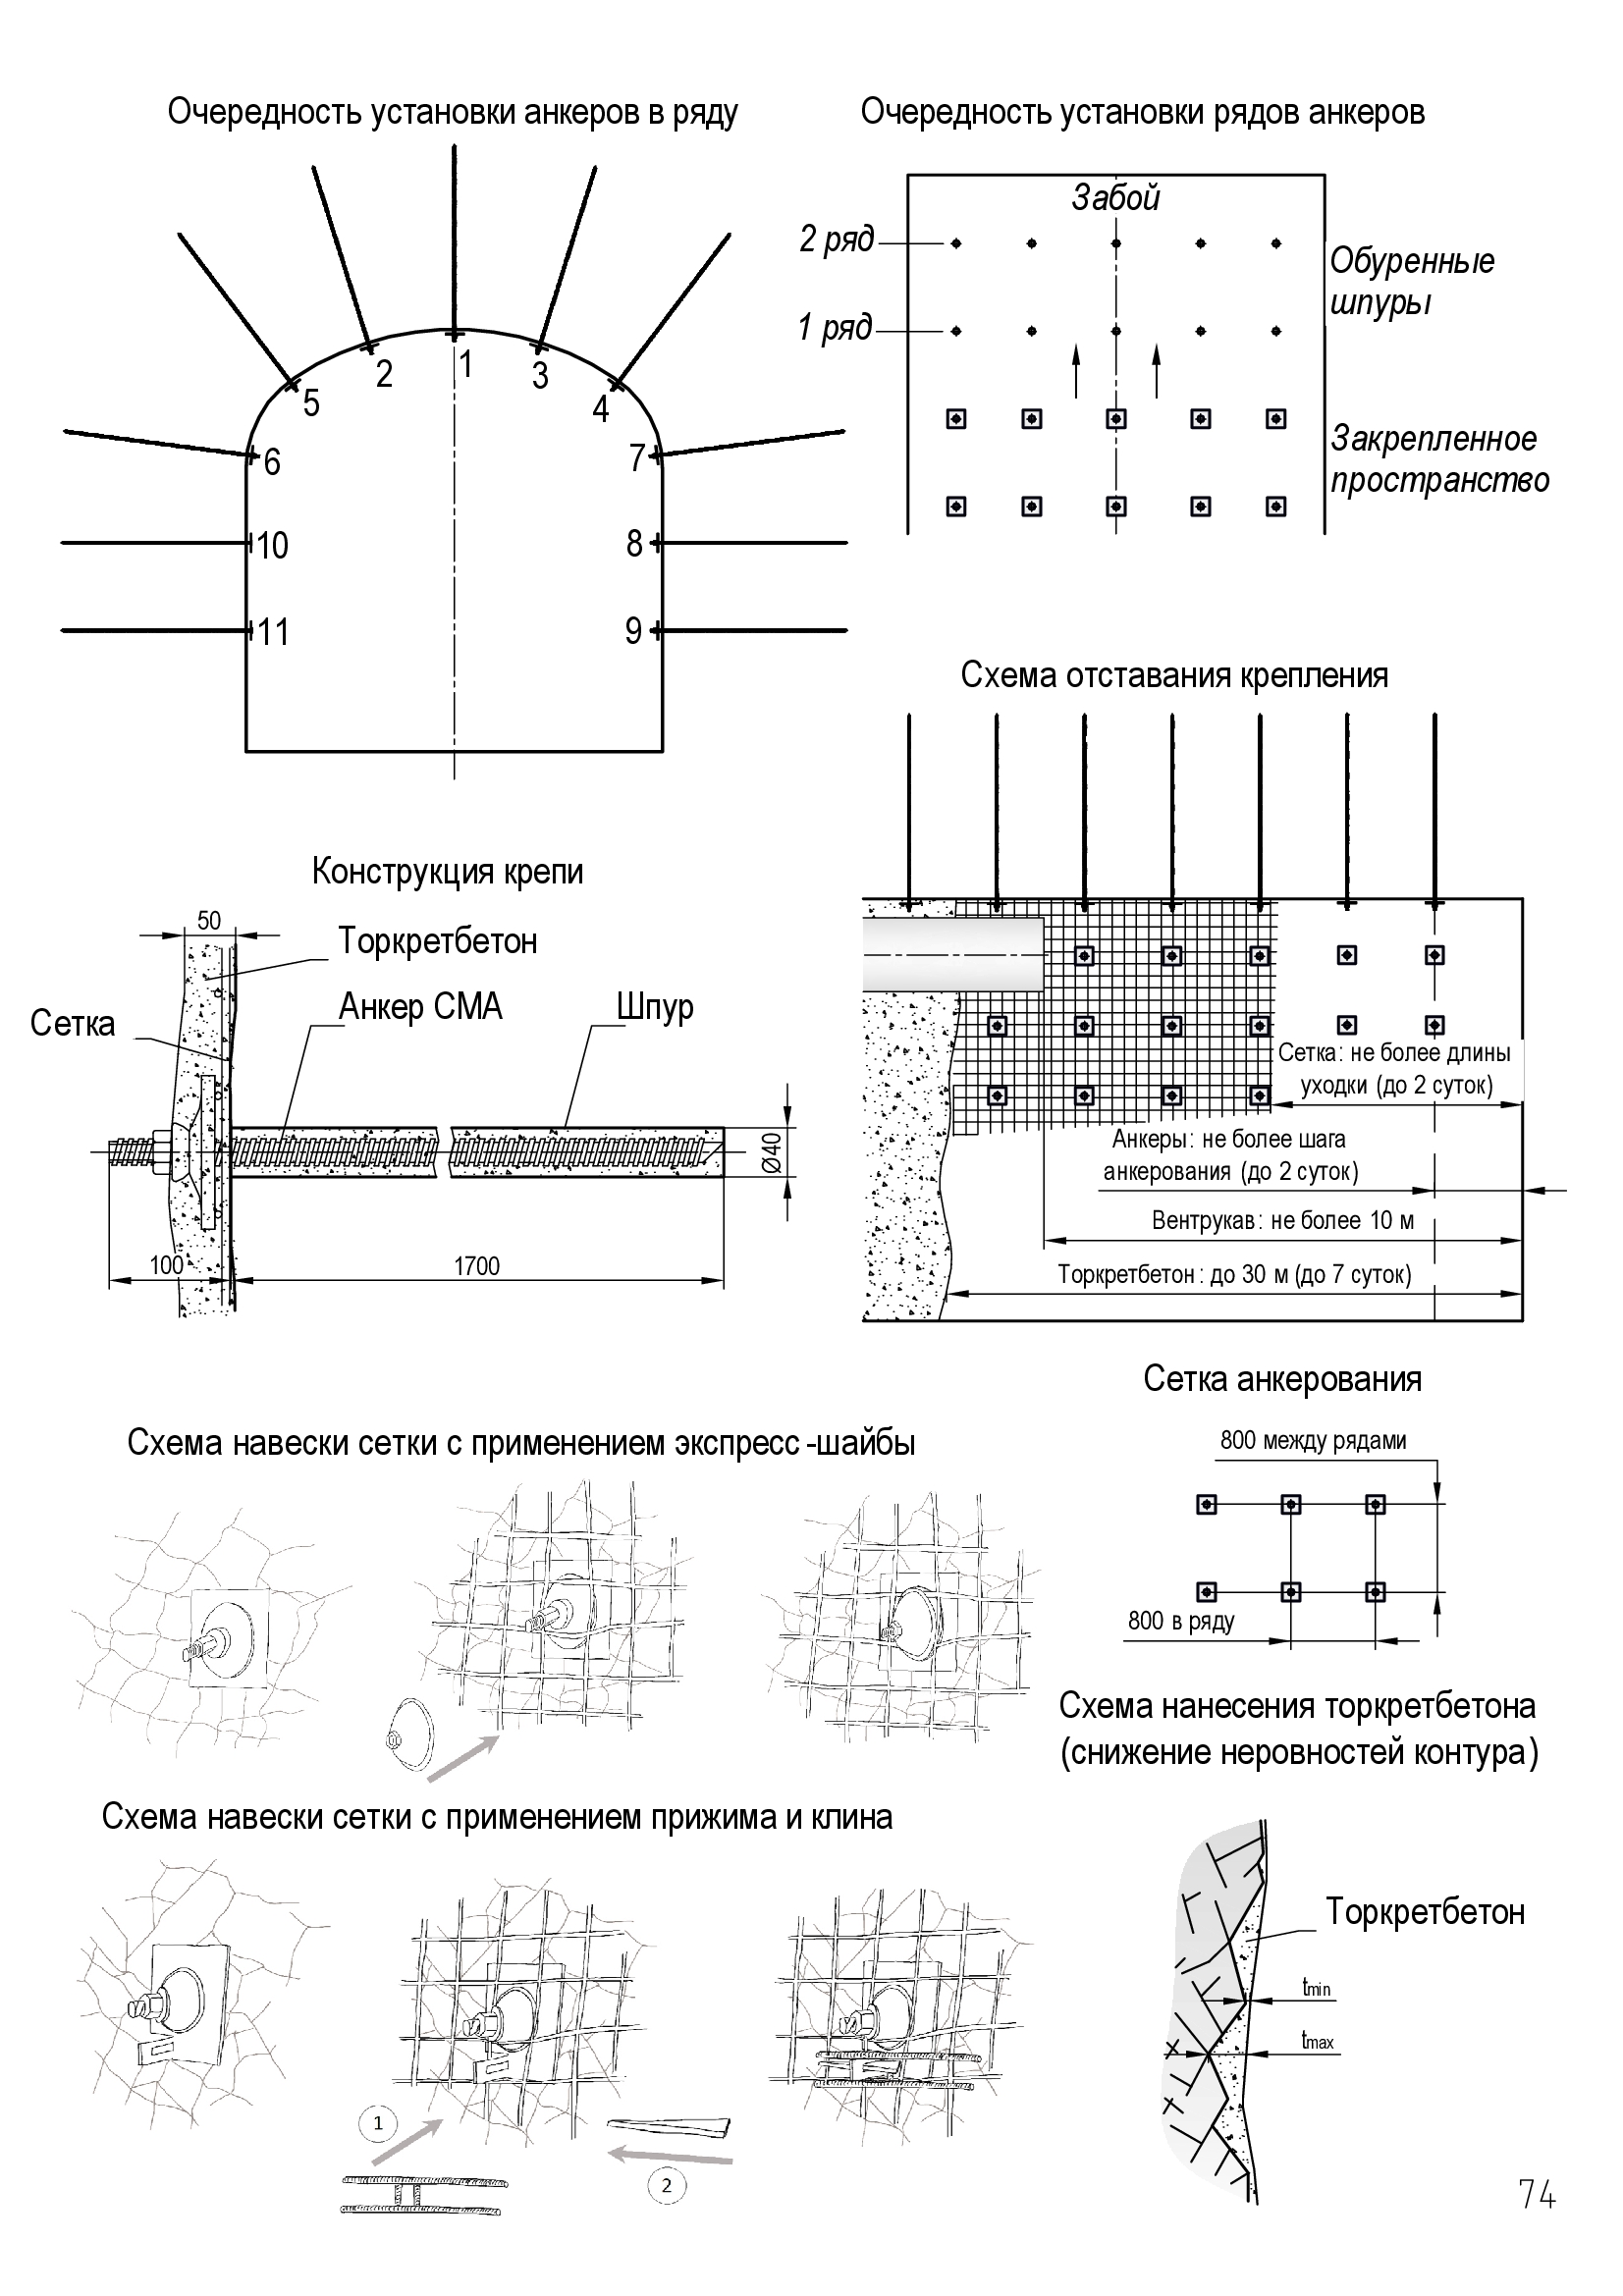 Очередность установки анкеров в ряду
1
2
3
5
4
6
7
10
8
11
9
Очередность установки рядов анкеров
Забой
2 ряд
Обуренные
шпуры
1 ряд
Закрепленное
пространство
Схема отставания крепления
Сетка: не более длины
уходки (до 2 суток)
Анкеры: не более шага
анкерования (до 2 суток)
Вентрукав: не более 10 м
Торкретбетон: до 30 м (до 7 суток)
Конструкция крепи
50
Торкретбетон
Анкер СМА
Шпур
Сетка
Ø40
100
1700
Сетка анкерования
800 между рядами
800 в ряду
Схема навески сетки с применением экспресс-шайбы
Схема нанесения торкретбетона
(снижение неровностей контура)
Торкретбетон
tmin
tmax
Схема навески сетки с применением прижима и клина
1
2
74